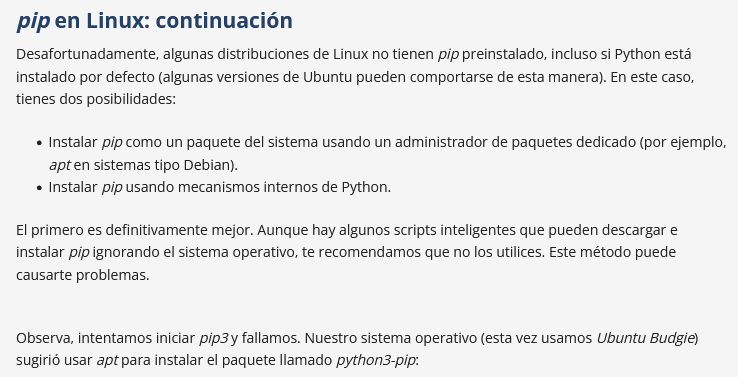 pip en Linux: continuación
Desafortunadamente, algunas distribuciones de Linux no tienen pip preinstalado, incluso si Python está
instalado por defecto (algunas versiones de Ubuntu pueden comportarse de esta manera). En este caso,
tienes dos posibilidades:
• Instalar pip como un paquete del sistema usando un administrador de paquetes dedicado (por ejemplo,
apt en sistemas tipo Debian).
• Instalar pip usando mecanismos internos de Python.
El primero es definitivamente mejor. Aunque hay algunos scripts inteligentes que pueden descargar e
instalar pip ignorando el sistema operativo, te recomendamos que no los utilices. Este método puede
causarte problemas.
Observa, intentamos iniciar pip3 y fallamos. Nuestro sistema operativo (esta vez usamos Ubuntu Budgie)
sugirió usar apt para instalar el paquete llamado python3-pip: